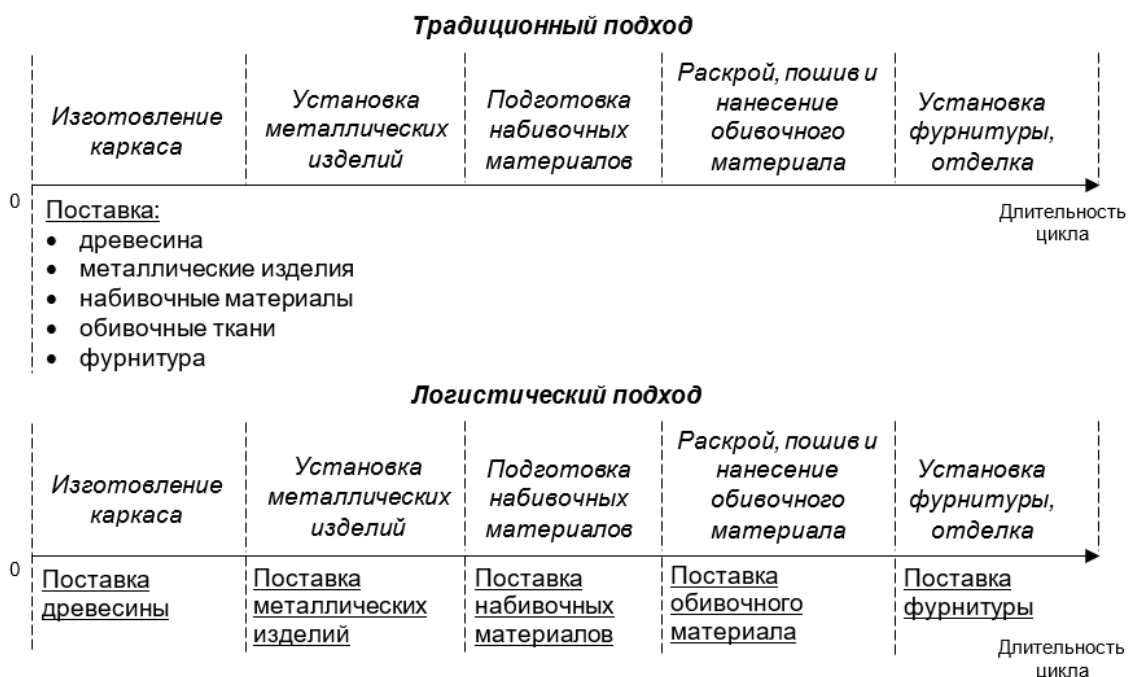 Традиционный подход
Изготовление
каркаса
Установка
металлических
изделий
Подготовка
набивочных
материалов
Раскрой, пошив и
нанесение
обивочного
материала
Установка
фурнитуры,
отделка
0
Длительность
цикла
Поставка:
• древесина
• металлические изделия
• набивочные материалы
• обивочные ткани
• фурнитура
Логистический подход
Изготовление
каркаса
Установка
металлических
изделий
Подготовка
набивочных
материалов
Раскрой, пошив и
нанесение
обивочного
материала
Установка
фурнитуры,
отделка
0
Поставка
древесины
Поставка
металлических
изделий
Поставка
набивочных
материалов
Поставка
обивочного
материала
Поставка
фурнитуры
Длительность
цикла